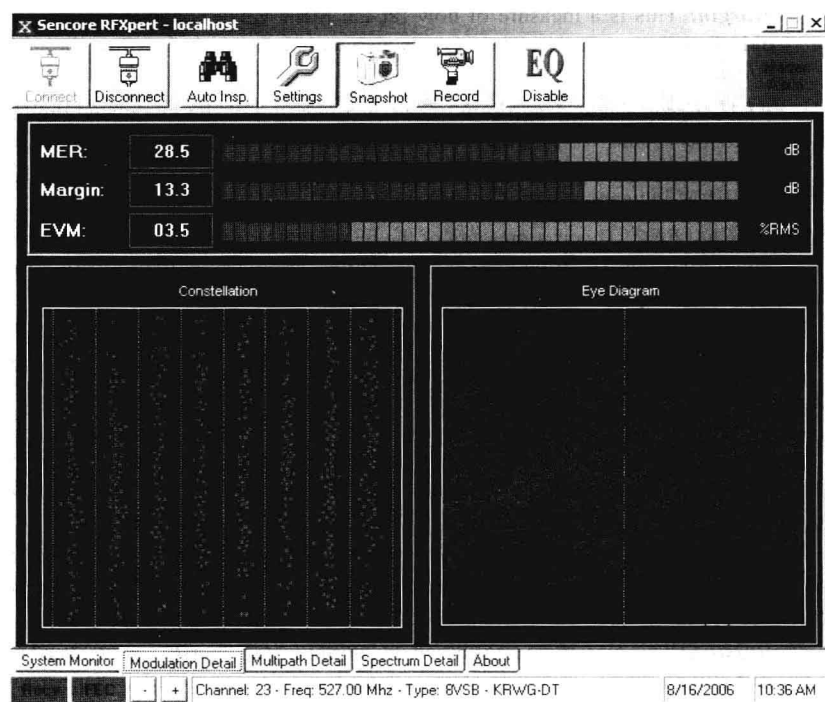 X Sencore RFXpert - localhost
Connect
Disconnect
Auto Insp.
Settings
Snapshot
Record
EQ
Disable
MER: 28.5 dB
Margin: 13.3 dB
EVM: 03.5 %RMS
Constellation
Eye Diagram
System Monitor Modulation Detail Multipath Detail Spectrum Detail About
- + Channel: 23 - Freq: 527.00 Mhz - Type: 8VSB - KRWG-DT 8/16/2006 10:36 AM